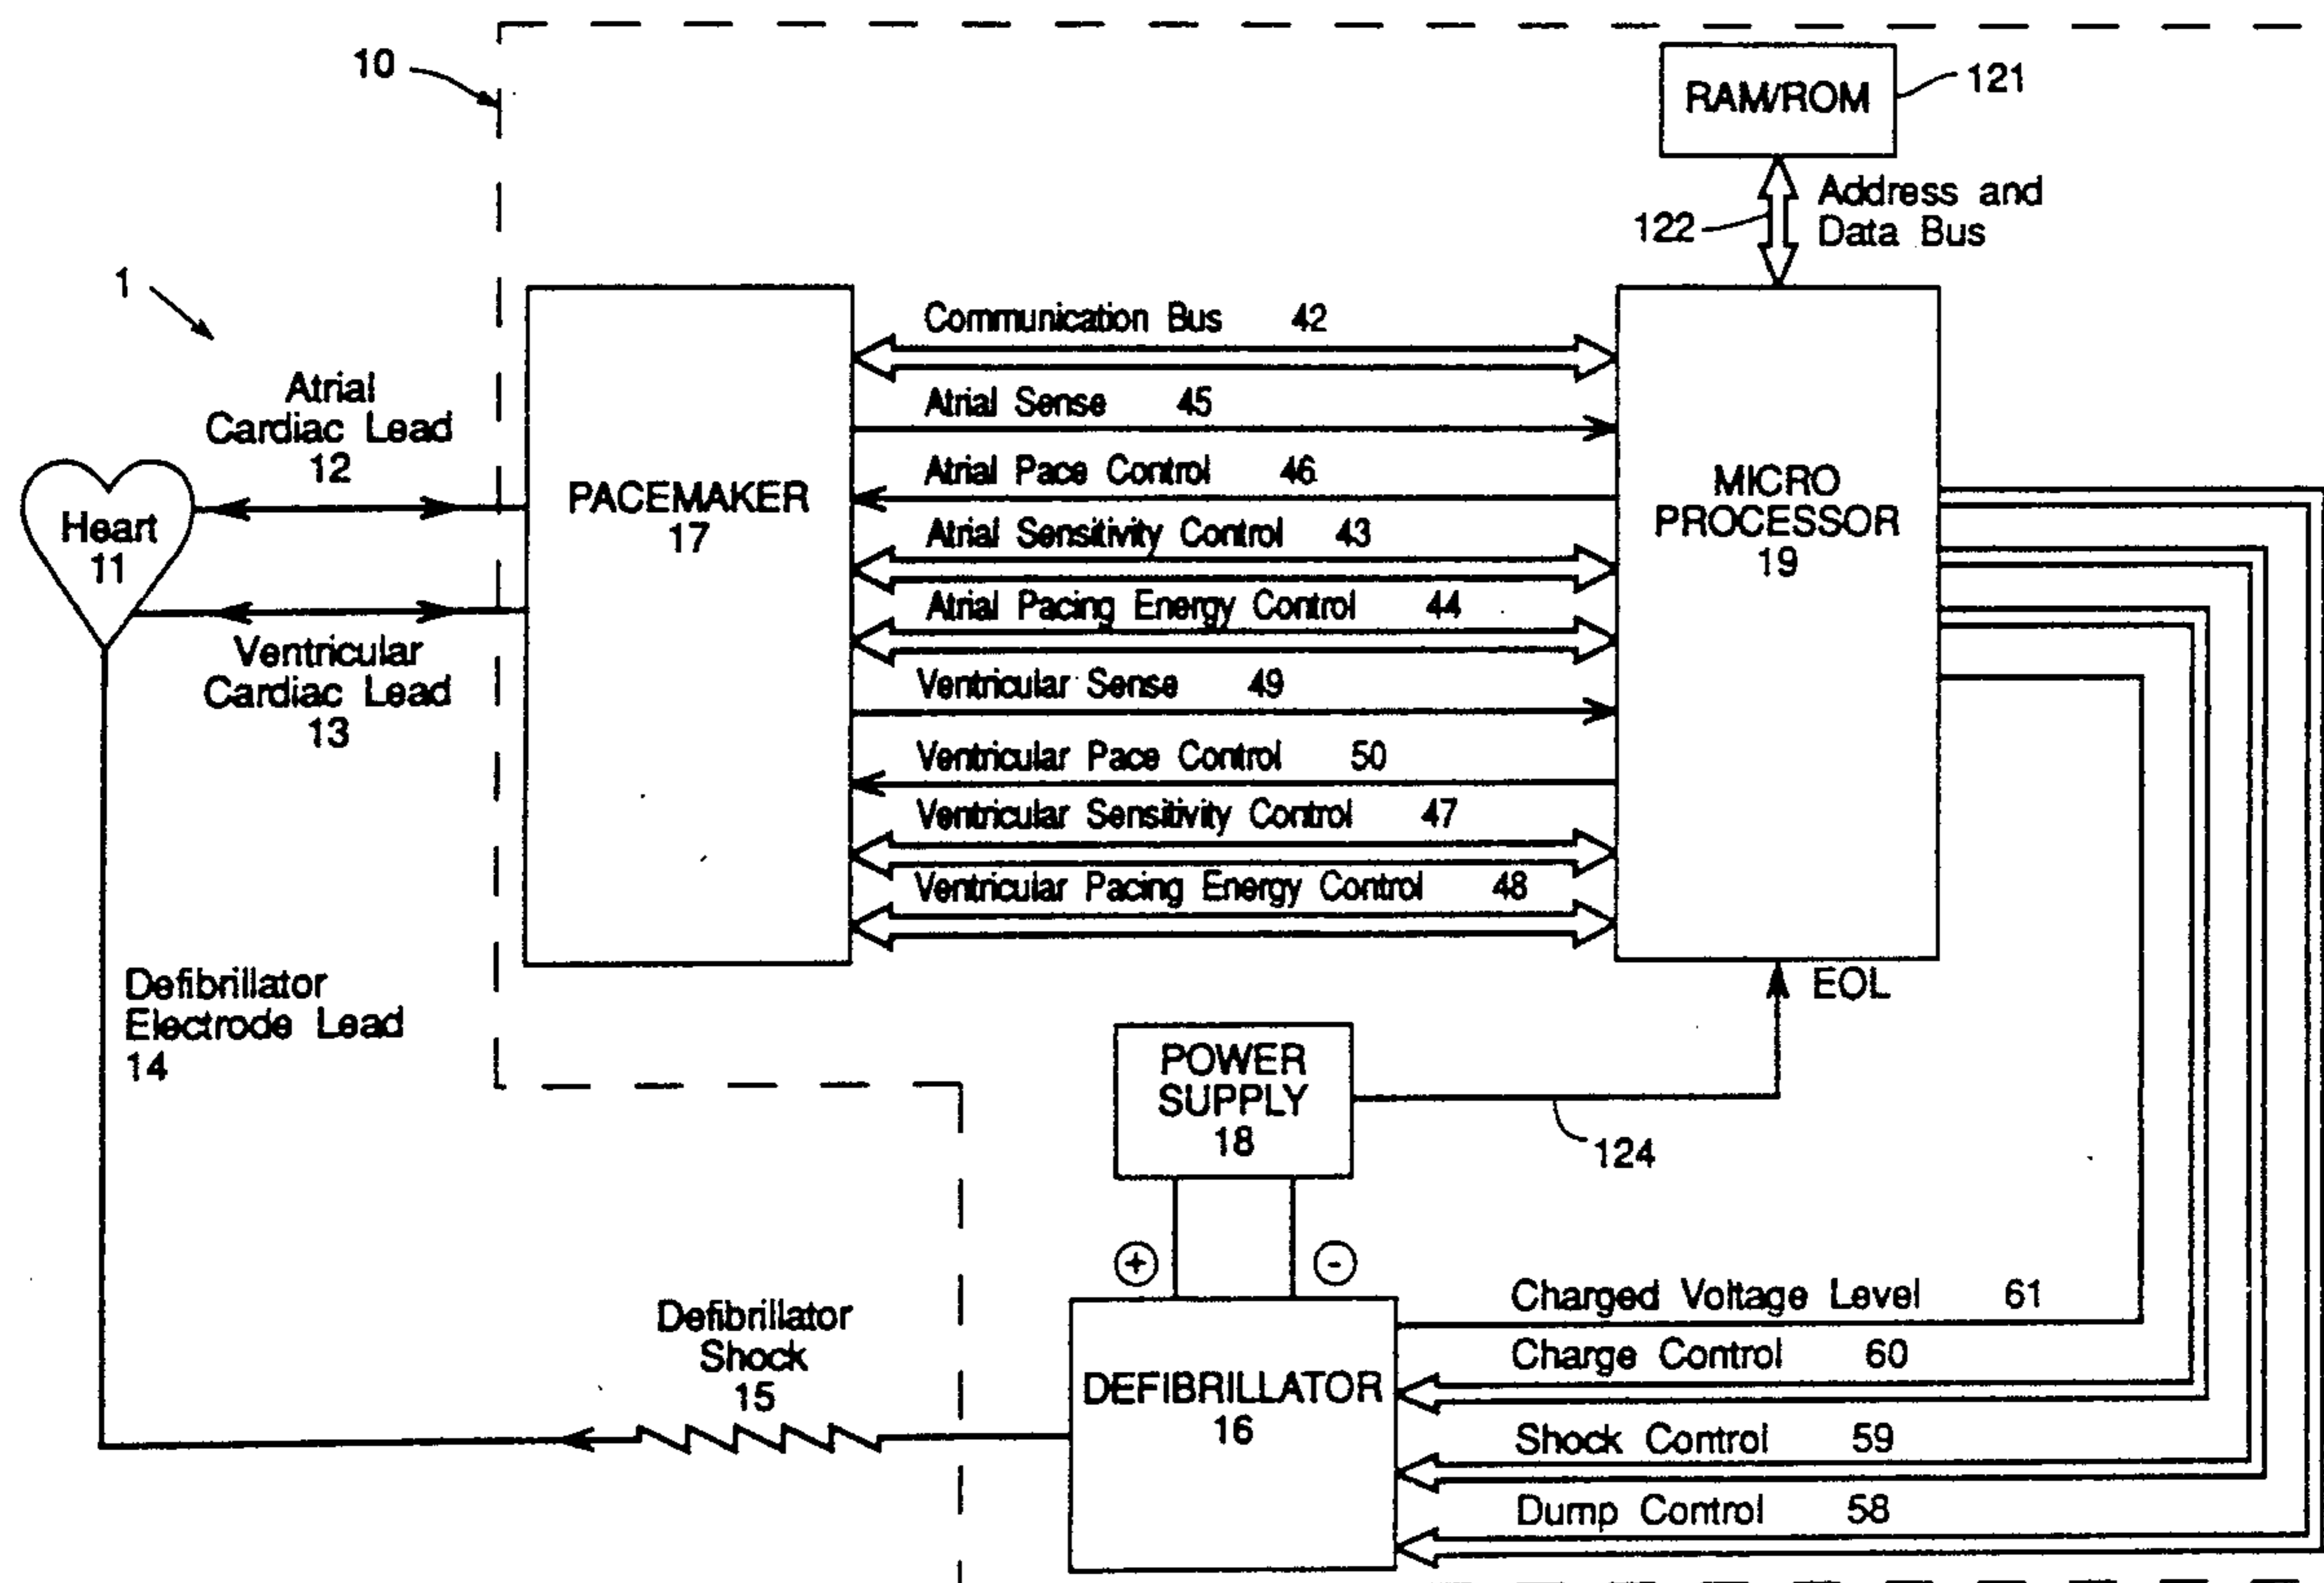 10
RAM/ROM
121
122
Address and
Data Bus
1
Atrial
Cardiac Lead
12
Heart
11
Ventricular
Cardiac Lead
13
PACEMAKER
17
Communication Bus 42
Atrial Sense 45
Atrial Pace Control 46
Atrial Sensitivity Control 43
Atrial Pacing Energy Control 44
Ventricular Sense 49
Ventricular Pace Control 50
Ventricular Sensitivity Control 47
Ventricular Pacing Energy Control 48
MICRO
PROCESSOR
19
EOL
Defibrillator
Electrode Lead
14
POWER
SUPPLY
18
124
+
-
Defibrillator
Shock
15
DEFIBRILLATOR
16
Charged Voltage Level 61
Charge Control 60
Shock Control 59
Dump Control 58